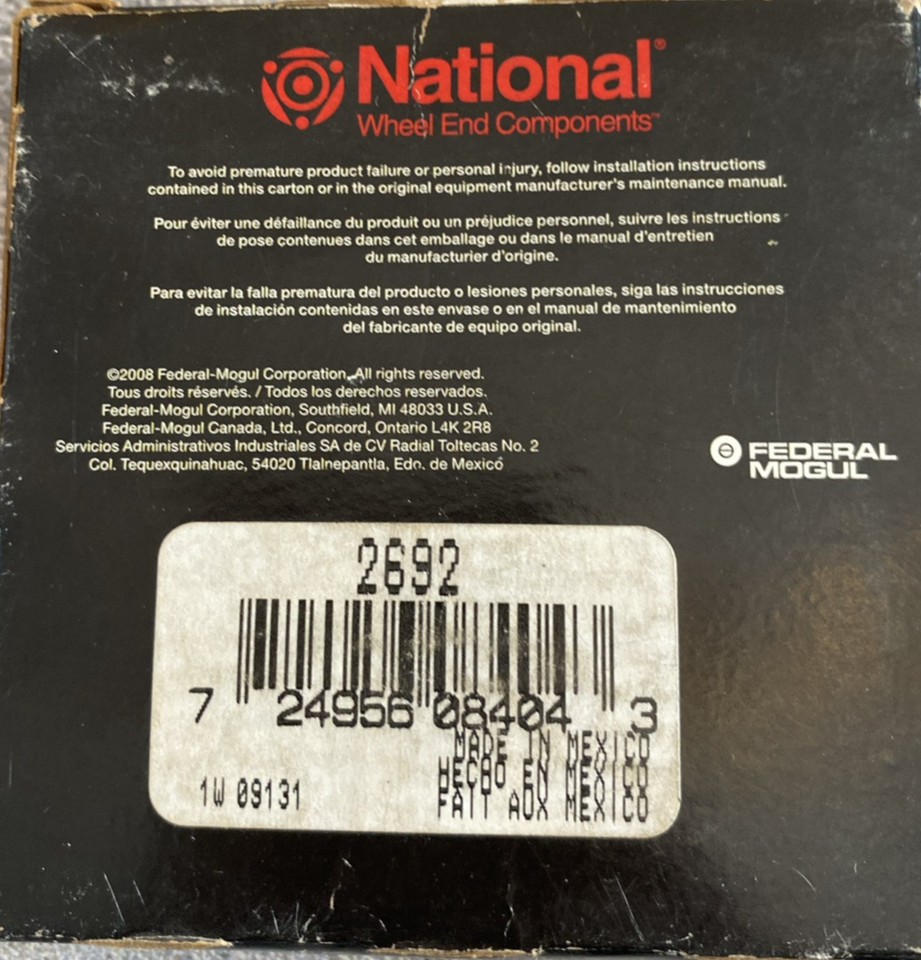 National®
Wheel End Components™
To avoid premature product failure or personal injury, follow installation instructions
contained in this carton or in the original equipment manufacturer's maintenance manual.
Pour éviter une défaillance du produit ou un préjudice personnel, suivre les instructions
de pose contenues dans cet emballage ou dans le manuel d'entretien
du manufacturier d'origine.
Para evitar la falla prematura del producto o lesiones personales, siga las instrucciones
de instalación contenidas en este envase o en el manual de mantenimiento
del fabricante de equipo original.
©2008 Federal-Mogul Corporation. All rights reserved.
Tous droits réservés. / Todos los derechos reservados.
Federal-Mogul Corporation, Southfield, MI 48033 U.S.A.
Federal-Mogul Canada, Ltd., Concord, Ontario L4K 2R8
Servicios Administrativos Industriales SA de CV Radial Toltecas No. 2
Col. Tequexquinahuac, 54020 Tlalnepantla, Edo. de Mexico
FEDERAL
MOGUL
2692
7 24956 08404 3
MADE IN MEXICO
HECHO EN MEXICO
FAIT AUX MEXICO
1W 09131